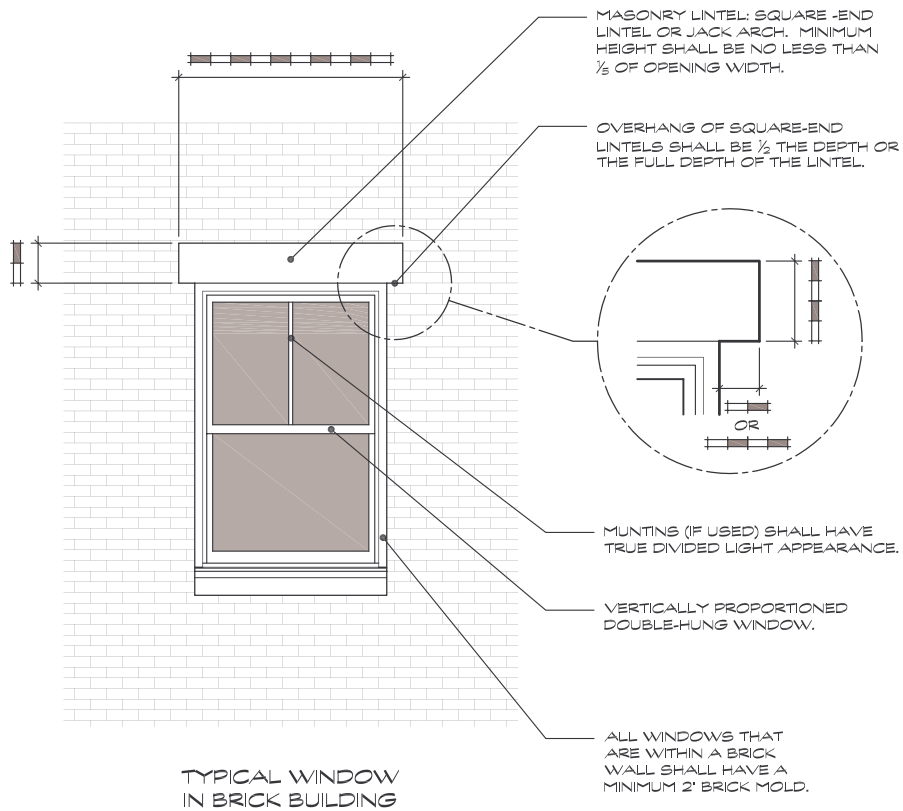 MASONRY LINTEL: SQUARE -END
LINTEL OR JACK ARCH. MINIMUM
HEIGHT SHALL BE NO LESS THAN
⅕ OF OPENING WIDTH.
OVERHANG OF SQUARE-END
LINTELS SHALL BE ½ THE DEPTH OR
THE FULL DEPTH OF THE LINTEL.
OR
MUNTINS (IF USED) SHALL HAVE
TRUE DIVIDED LIGHT APPEARANCE.
VERTICALLY PROPORTIONED
DOUBLE-HUNG WINDOW.
ALL WINDOWS THAT
ARE WITHIN A BRICK
WALL SHALL HAVE A
MINIMUM 2" BRICK MOLD.
TYPICAL WINDOW
IN BRICK BUILDING